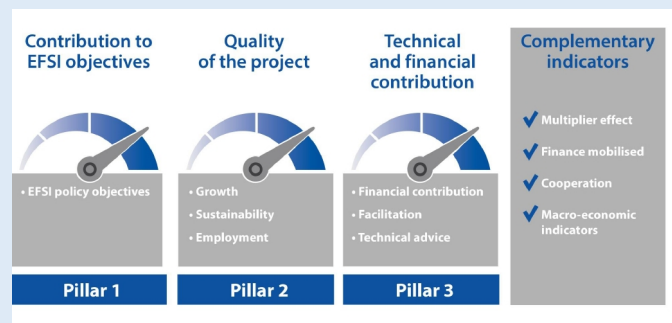 Contribution to
EFSI objectives
• EFSI policy objectives
Pillar 1
Quality
of the project
• Growth
• Sustainability
• Employment
Pillar 2
Technical
and financial
contribution
• Financial contribution
• Facilitation
• Technical advice
Pillar 3
Complementary
indicators
Multiplier effect
Finance mobilised
Cooperation
Macro-economic
indicators